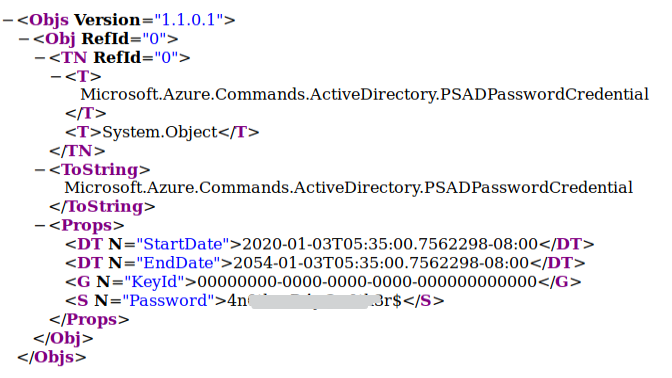 −<Objs Version="1.1.0.1">
−<Obj RefId="0">
−<TN RefId="0">
−<T>
Microsoft.Azure.Commands.ActiveDirectory.PSADPasswordCredential
</T>
<T>System.Object</T>
</TN>
−<ToString>
Microsoft.Azure.Commands.ActiveDirectory.PSADPasswordCredential
</ToString>
−<Props>
<DT N="StartDate">2020-01-03T05:35:00.7562298-08:00</DT>
<DT N="EndDate">2054-01-03T05:35:00.7562298-08:00</DT>
<G N="KeyId">00000000-0000-0000-0000-000000000000</G>
<S N="Password"></S>
</Props>
</Obj>
</Objs>